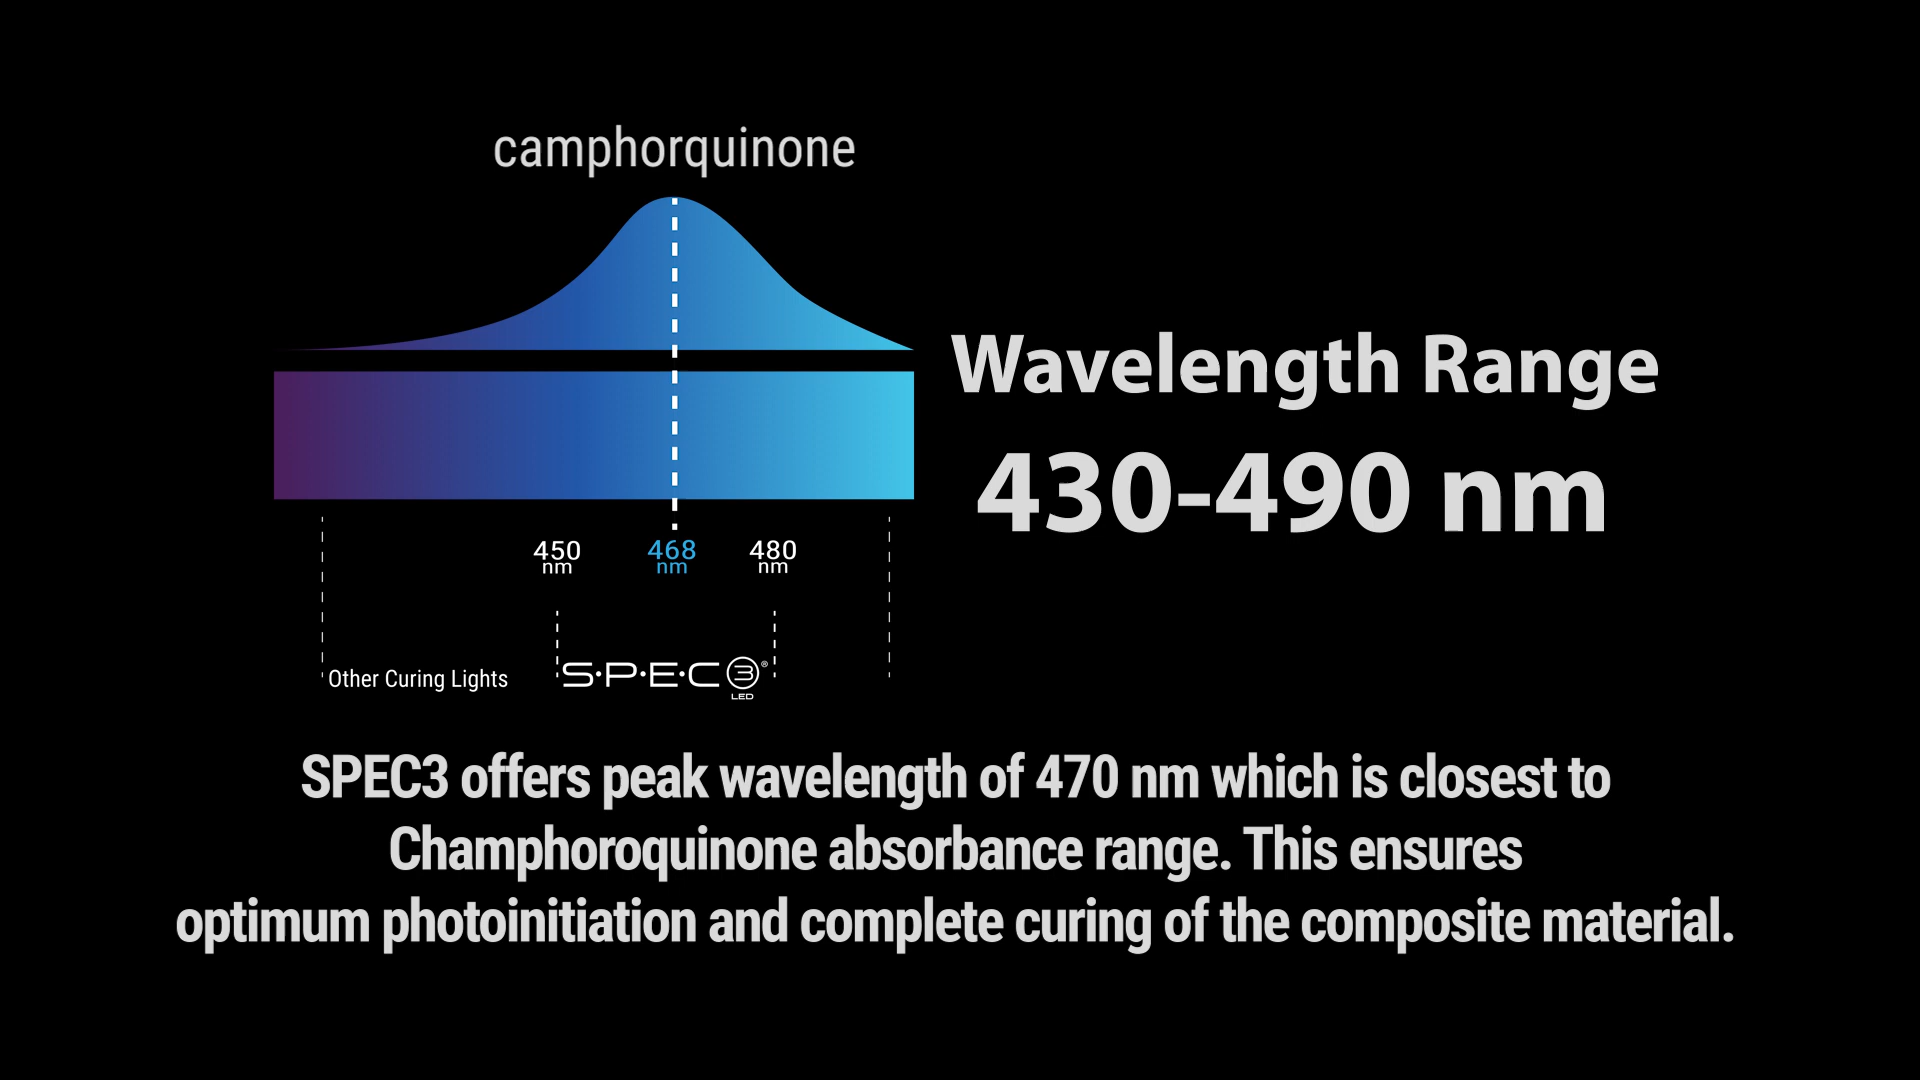 camphorquinone
Wavelength Range
430-490 nm
450 nm
468 nm
480 nm
Other Curing Lights
S·P·E·C 3® LED
SPEC3 offers peak wavelength of 470 nm which is closest to
Champhoroquinone absorbance range. This ensures
optimum photoinitiation and complete curing of the composite material.